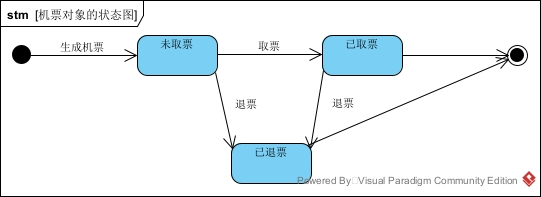 stm [机票对象的状态图]
生成机票
未取票
取票
已取票
退票
退票
已退票
Powered By Visual Paradigm Community Edition